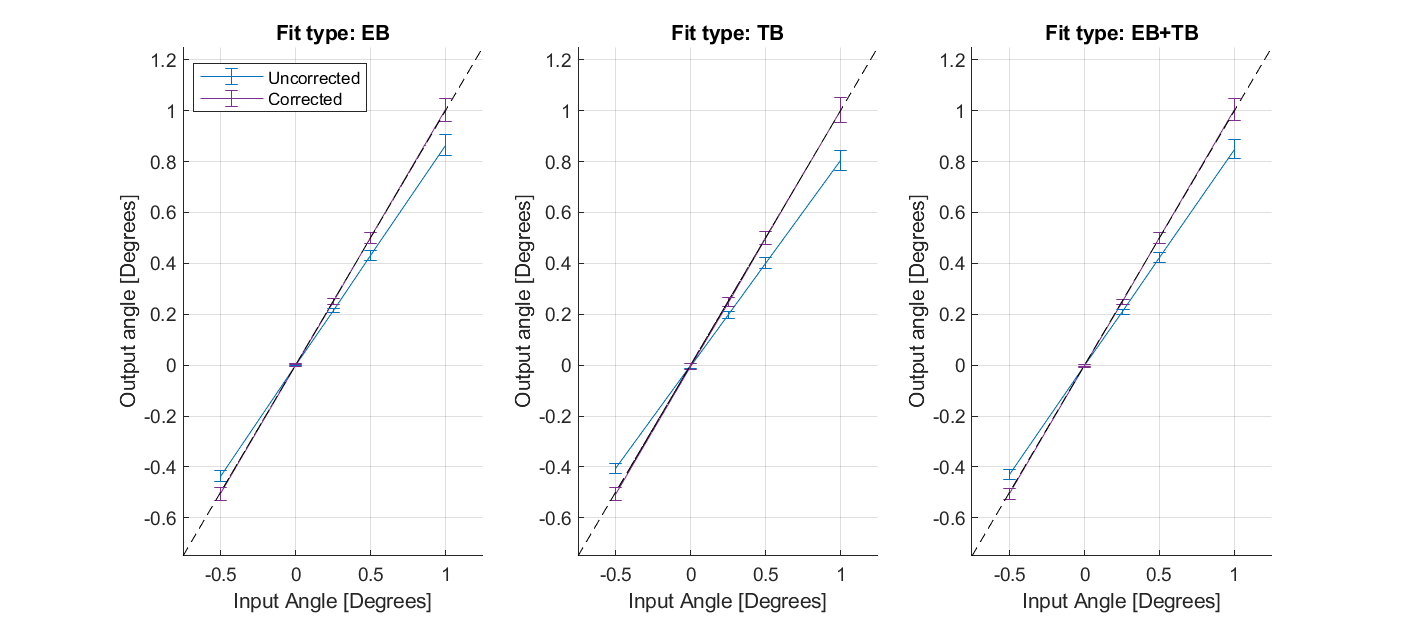 Fit type: EB
Uncorrected
Corrected
1.2
1
0.8
0.6
0.4
0.2
0
-0.2
-0.4
-0.6
Output angle [Degrees]
-0.5 0 0.5 1
Input Angle [Degrees]
Fit type: TB
1.2
1
0.8
0.6
0.4
0.2
0
-0.2
-0.4
-0.6
Output angle [Degrees]
-0.5 0 0.5 1
Input Angle [Degrees]
Fit type: EB+TB
1.2
1
0.8
0.6
0.4
0.2
0
-0.2
-0.4
-0.6
Output angle [Degrees]
-0.5 0 0.5 1
Input Angle [Degrees]